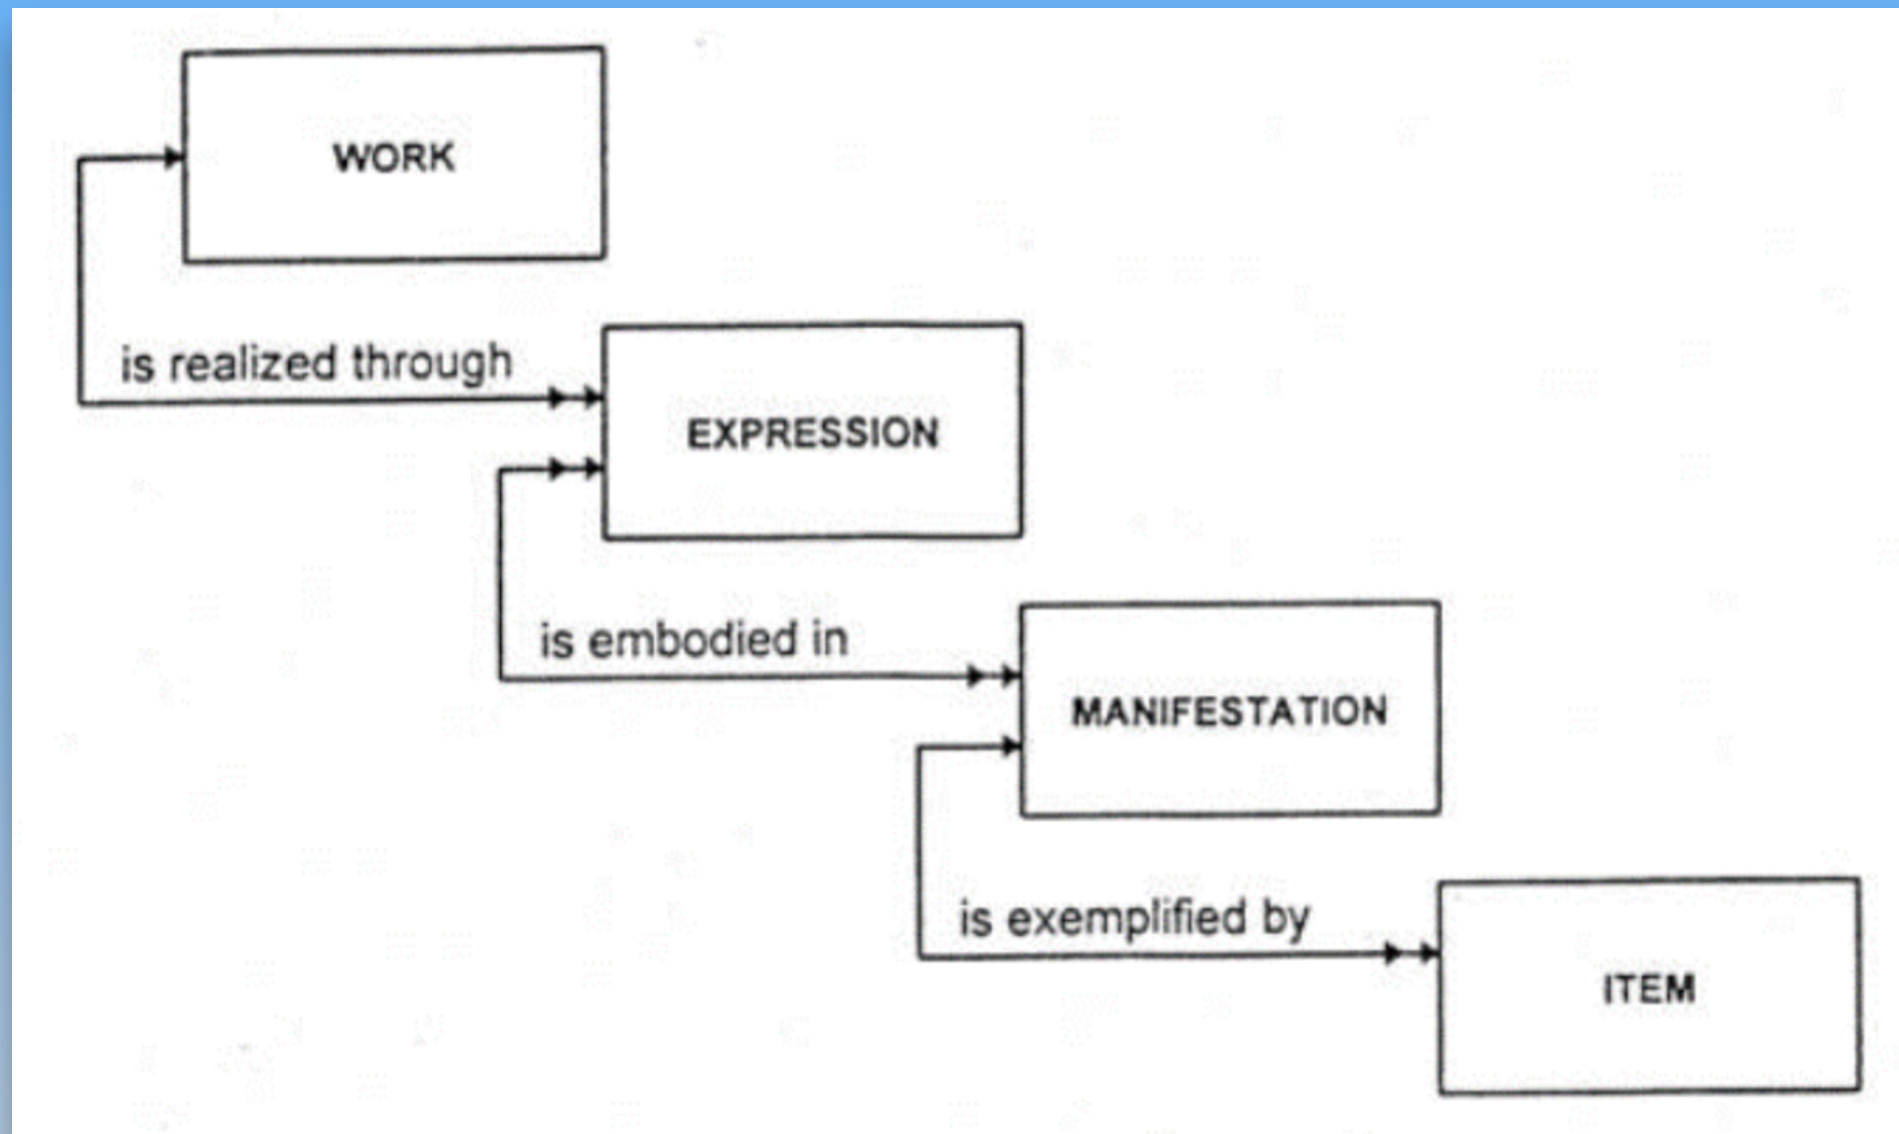 WORK
is realized through
EXPRESSION
is embodied in
MANIFESTATION
is exemplified by
ITEM